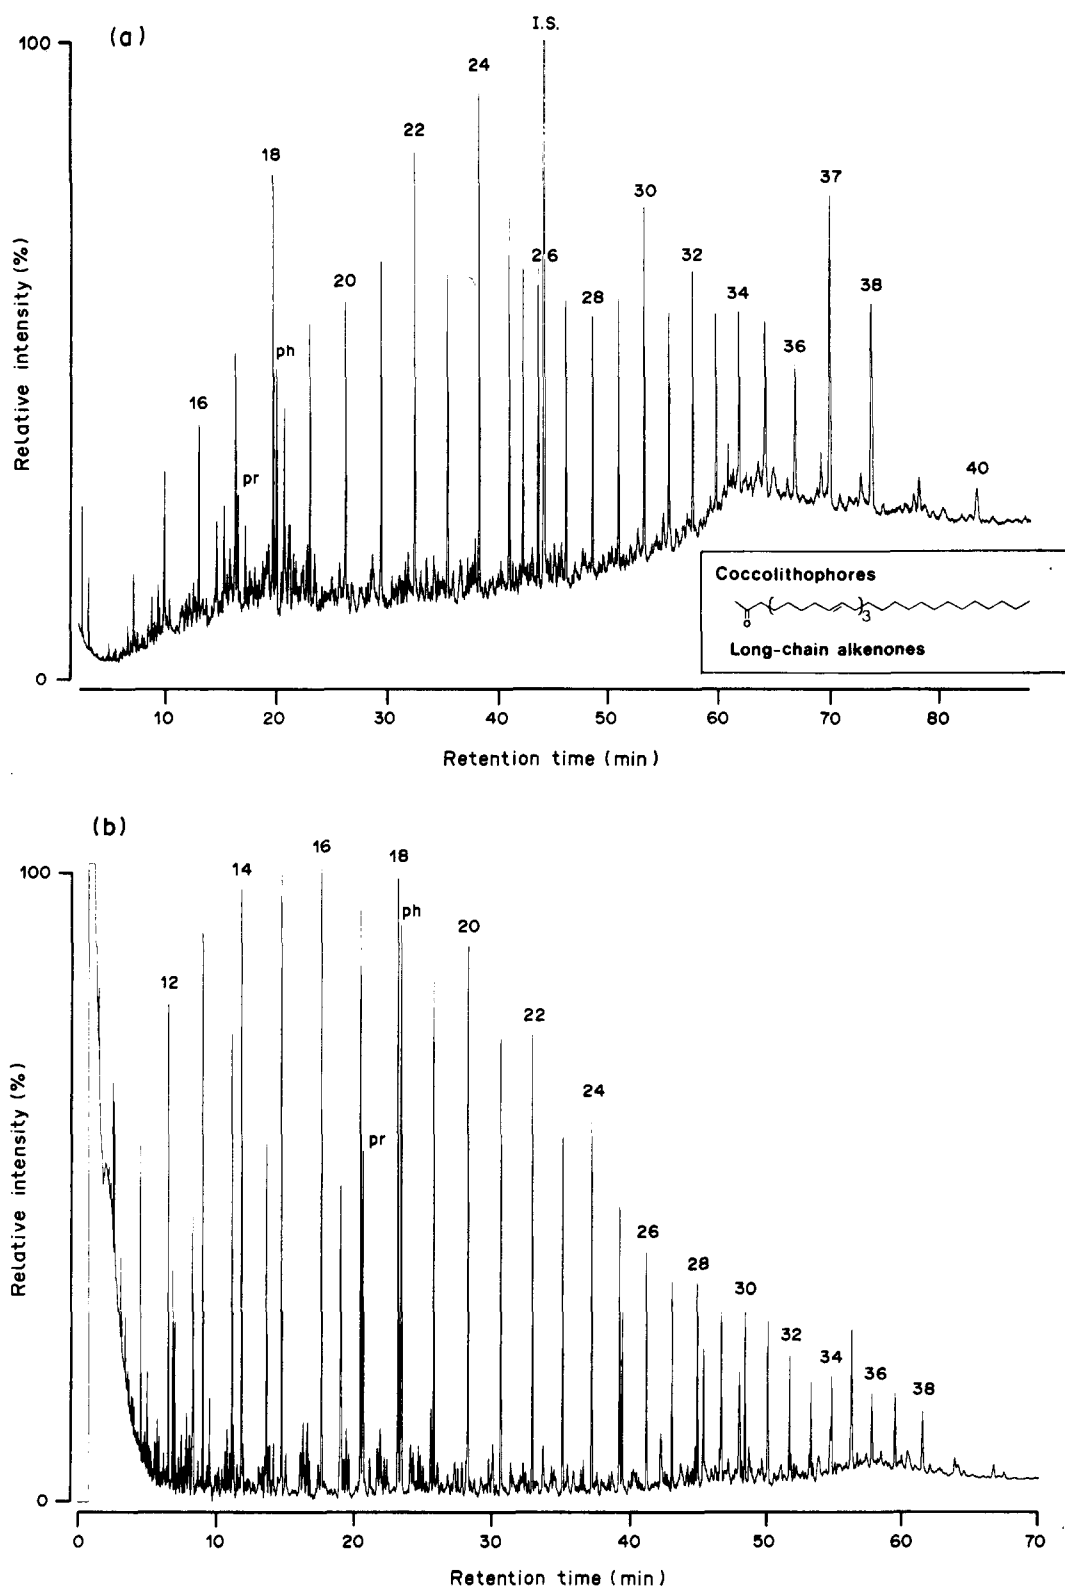 (a)
I.S.
100
24
22
18
37
30
26
32
20
28
34
38
ph
36
16
pr
40
Relative intensity (%)
0
Coccolithophores
3
O
Long-chain alkenones
10 20 30 40 50 60 70 80
Retention time (min)
(b)
100
16
18
14
ph
20
12
22
24
pr
26
28
30
32
34
36
38
Relative intensity (%)
0
0 10 20 30 40 50 60 70
Retention time (min)